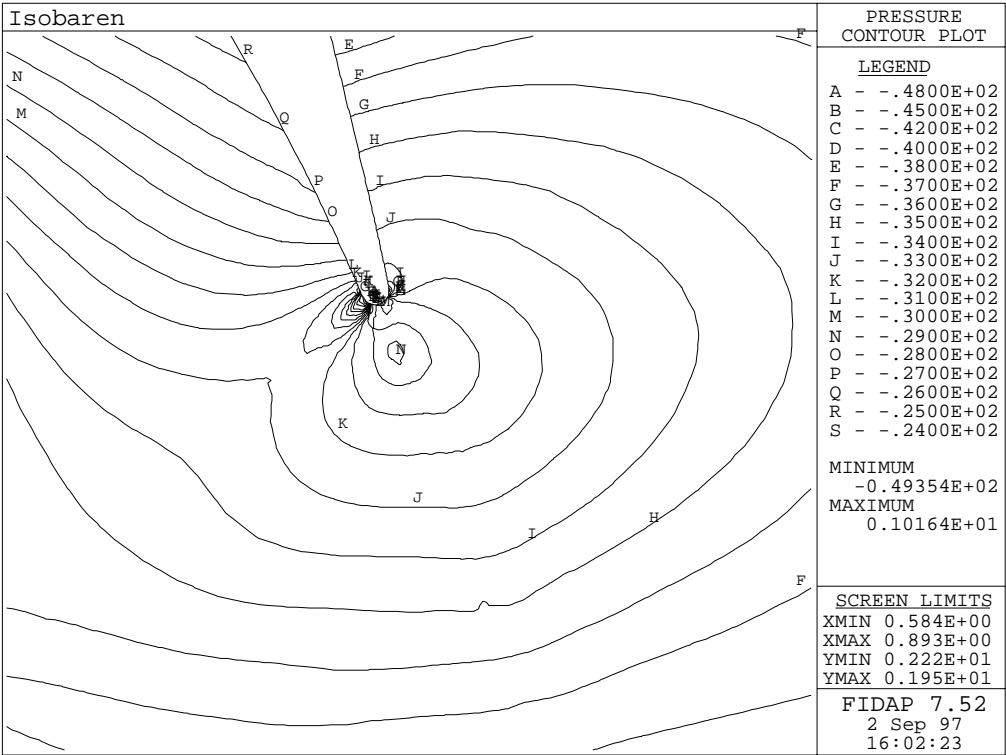 Isobaren
PRESSURE
CONTOUR PLOT
LEGEND
A - -.4800E+02
B - -.4500E+02
C - -.4200E+02
D - -.4000E+02
E - -.3800E+02
F - -.3700E+02
G - -.3600E+02
H - -.3500E+02
I - -.3400E+02
J - -.3300E+02
K - -.3200E+02
L - -.3100E+02
M - -.3000E+02
N - -.2900E+02
O - -.2800E+02
P - -.2700E+02
Q - -.2600E+02
R - -.2500E+02
S - -.2400E+02
MINIMUM
-0.49354E+02
MAXIMUM
0.10164E+01
SCREEN LIMITS
XMIN 0.584E+00
XMAX 0.893E+00
YMIN 0.222E+01
YMAX 0.195E+01
FIDAP 7.52
2 Sep 97
16:02:23
F
R
E
N
F
M
G
Q
H
P
I
O
J
L
K
N
K
J
H
I
F